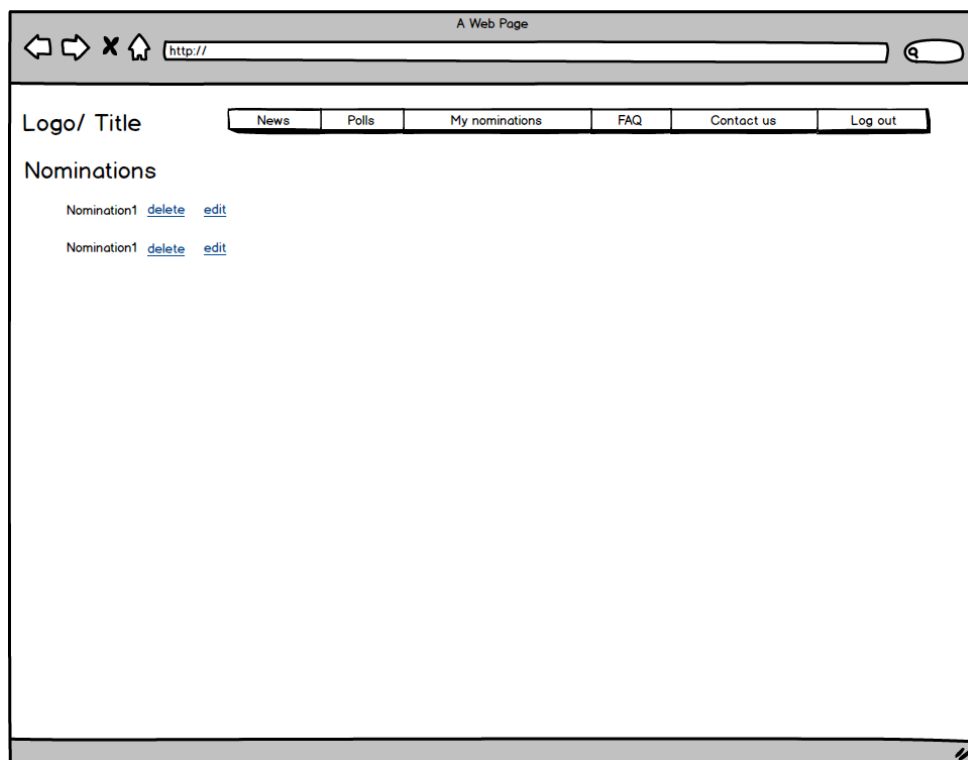 A Web Page
http://
Logo/ Title
News Polls My nominations FAQ Contact us Log out
Nominations
Nomination1 delete edit
Nomination1 delete edit